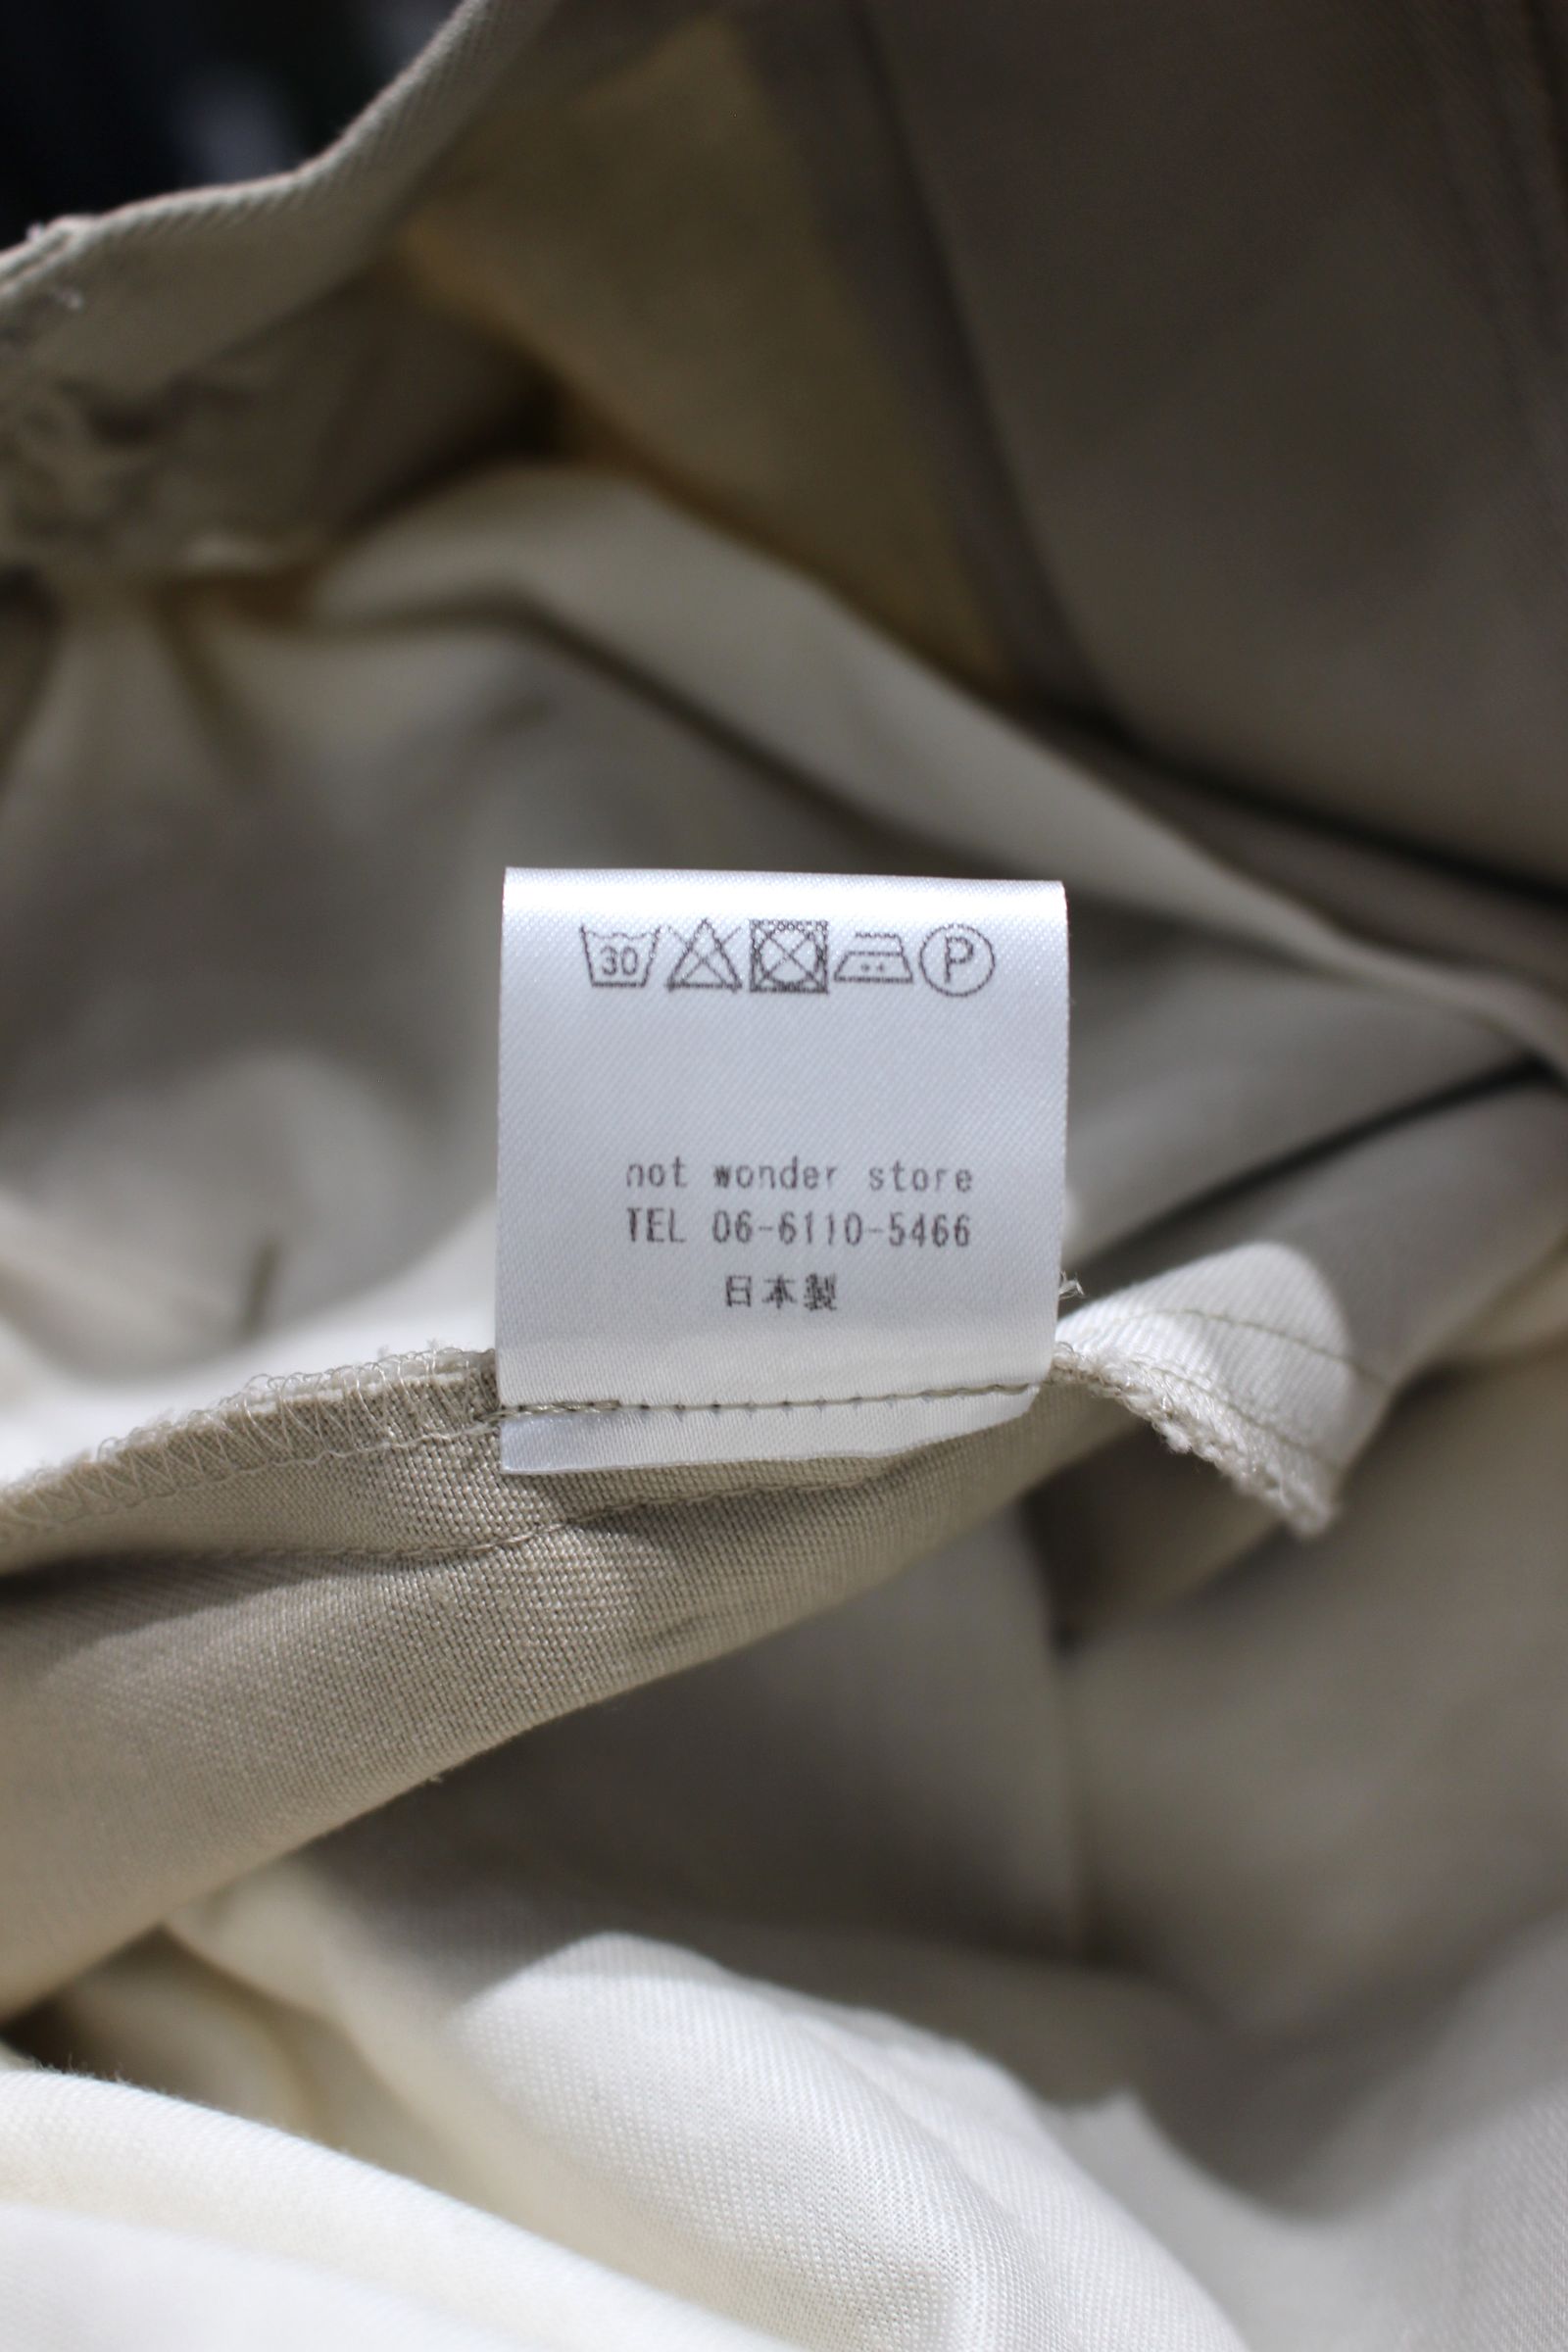 30 P
not wonder store
TEL 06-6110-5466
日本製